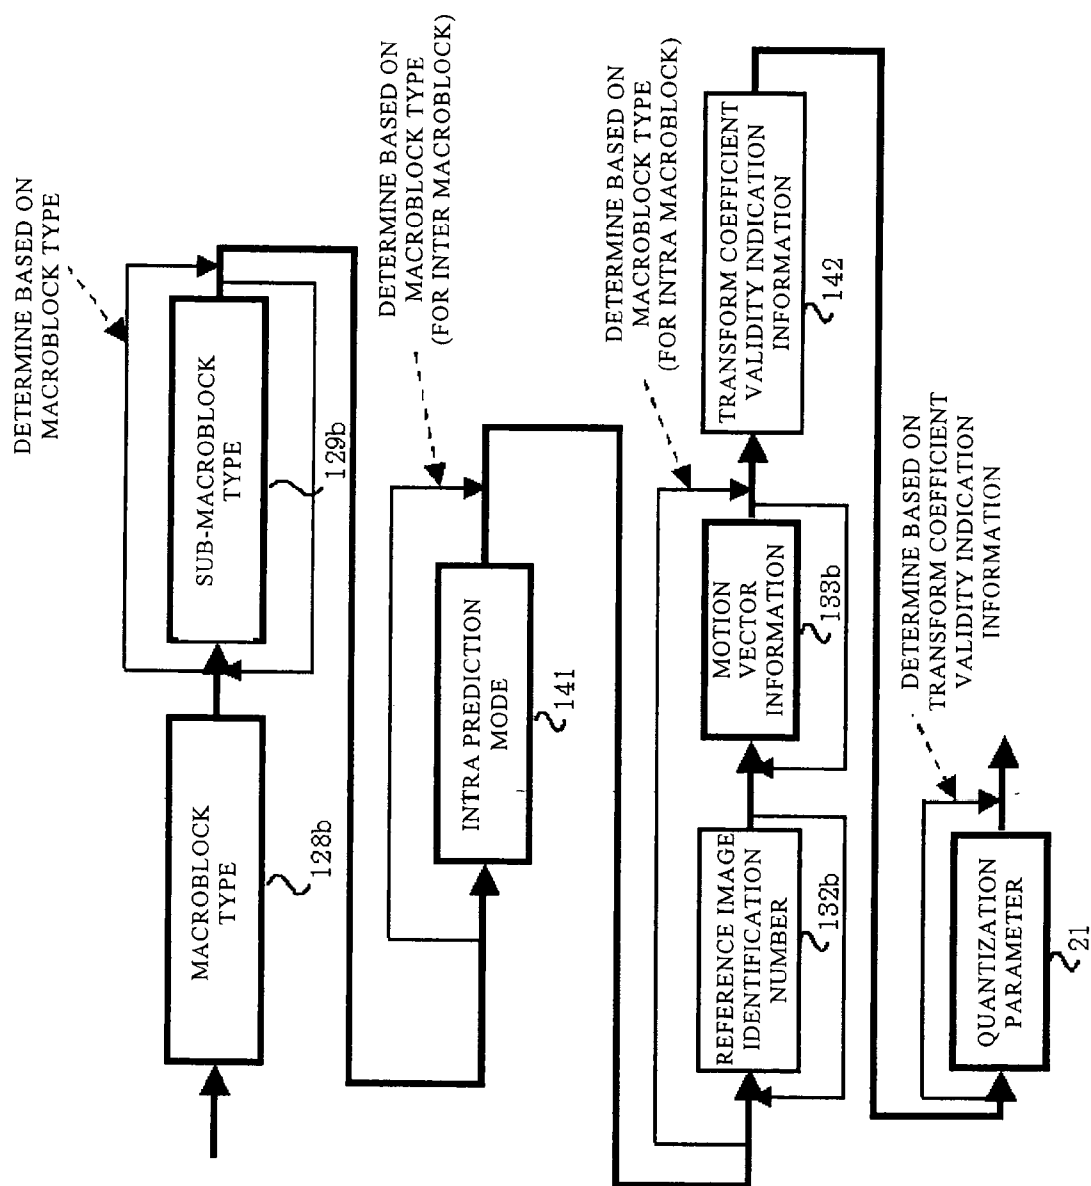 DETERMINE BASED ON
MACROBLOCK TYPE
MACROBLOCK
TYPE
128b
SUB-MACROBLOCK
TYPE
129b
DETERMINE BASED ON
MACROBLOCK TYPE
(FOR INTER MACROBLOCK)
INTRA PREDICTION
MODE
141
DETERMINE BASED ON
MACROBLOCK TYPE
(FOR INTRA MACROBLOCK)
REFERENCE IMAGE
IDENTIFICATION
NUMBER
132b
MOTION
VECTOR
INFORMATION
133b
TRANSFORM COEFFICIENT
VALIDITY INDICATION
INFORMATION
142
DETERMINE BASED ON
TRANSFORM COEFFICIENT
VALIDITY INDICATION
INFORMATION
QUANTIZATION
PARAMETER
21